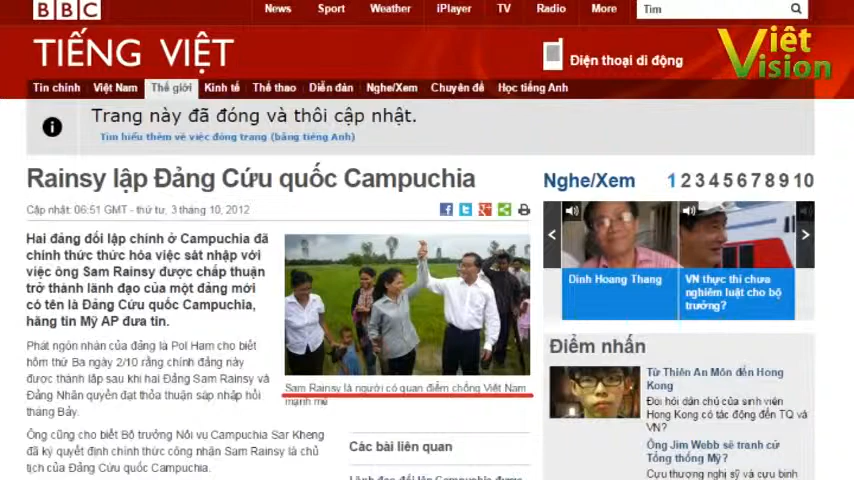 BBC
News Sport Weather iPlayer TV Radio More Tìm
TIẾNG VIỆT
Điện thoại di động
Việt
Vision
Tin chính Việt Nam Thế giới Kinh tế Thể thao Diễn đàn Nghe/Xem Chuyên đề Học tiếng Anh
Trang này đã đóng và thôi cập nhật.
Tìm hiểu thêm về việc đóng trang (bằng tiếng Anh)
Rainsy lập Đảng Cứu quốc Campuchia
Cập nhật: 06:51 GMT - thứ tư, 3 tháng 10, 2012
Hai đảng đối lập chính ở Campuchia đã
chính thức thức hóa việc sát nhập với
việc ông Sam Rainsy được chấp thuận
trở thành lãnh đạo của một đảng mới
có tên là Đảng Cứu quốc Campuchia,
hãng tin Mỹ AP đưa tin.
Phát ngôn nhân của đảng là Pol Ham cho biết
hôm thứ Ba ngày 2/10 rằng chính đảng này
được thành lập sau khi hai Đảng Sam Rainsy và
Đảng Nhân quyền đạt thỏa thuận sáp nhập hồi
tháng Bảy.
Ông cũng cho biết Bộ trưởng Nội vụ Campuchia Sar Kheng
đã ký quyết định chính thức công nhận Sam Rainsy là chủ
tịch của Đảng Cứu quốc Campuchia.
Sam Rainsy là người có quan điểm chống Việt Nam
mạnh mẽ
Các bài liên quan
Lãnh đạo đối lập Campuchia được
Nghe/Xem 1 2 3 4 5 6 7 8 9 10
Dinh Hoang Thang
VN thực thi chưa
nghiêm luật cho bộ
trưởng?
Điểm nhấn
Từ Thiên An Môn đến Hong
Kong
Đòi hỏi dân chủ của sinh viên
Hong Kong có tác động đến TQ và
VN?
Ông Jim Webb sẽ tranh cử
Tổng thống Mỹ?
Cựu thượng nghị sỹ và cựu binh